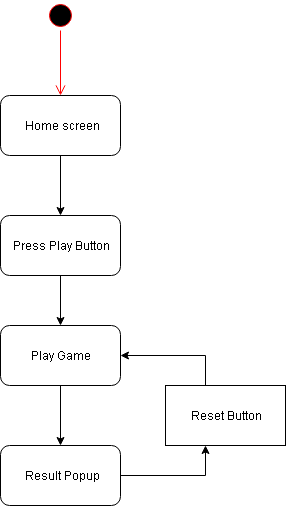 Home screen
Press Play Button
Play Game
Reset Button
Result Popup